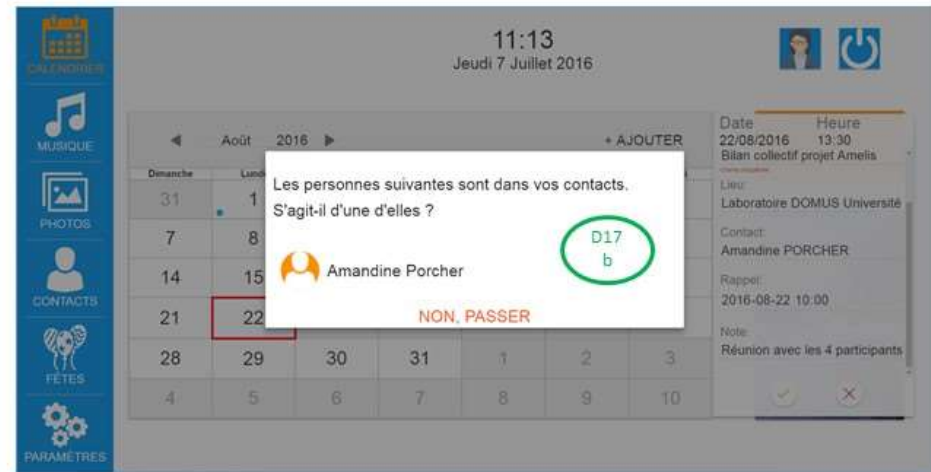 11:13
Jeudi 7 Juillet 2016
CALENDRIER
MUSIQUE
PHOTOS
CONTACTS
FÊTES
PARAMÈTRES
Août 2016
+ AJOUTER
Dimanche
31 1
7 8
14 15
21 22
28 29 30 31 1 2 3
4 5 6 7 8 9 10
Les personnes suivantes sont dans vos contacts.
S'agit-il d'une d'elles ?
Amandine Porcher
NON, PASSER
D17
b
Date Heure
22/08/2016 13:30
Bilan collectif projet Amelis
Lieu:
Laboratoire DOMUS Université
Contact:
Amandine PORCHER
Rappel:
2016-08-22 10:00
Note:
Réunion avec les 4 participants